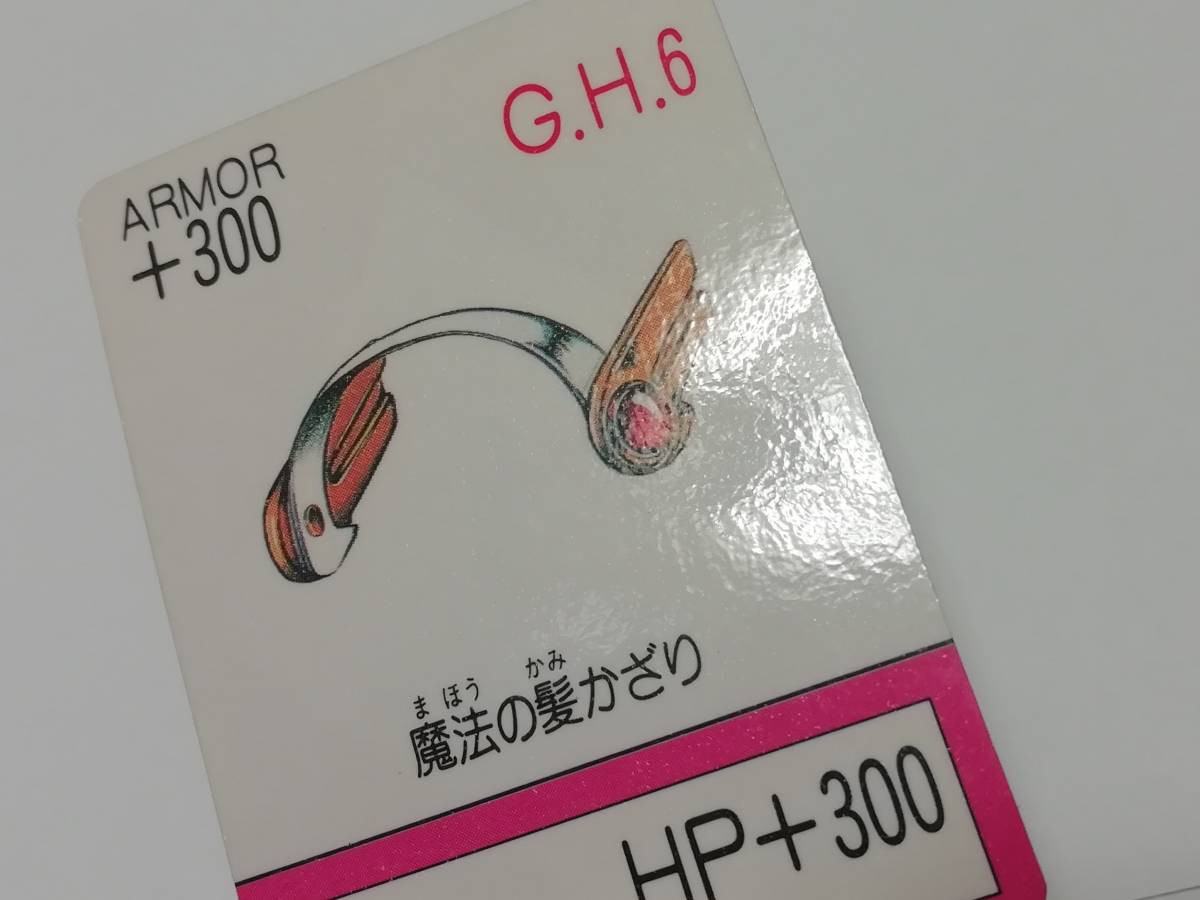 G.H.6
ARMOR
+300
まほう かみ
魔法の髪かざり
HP+300